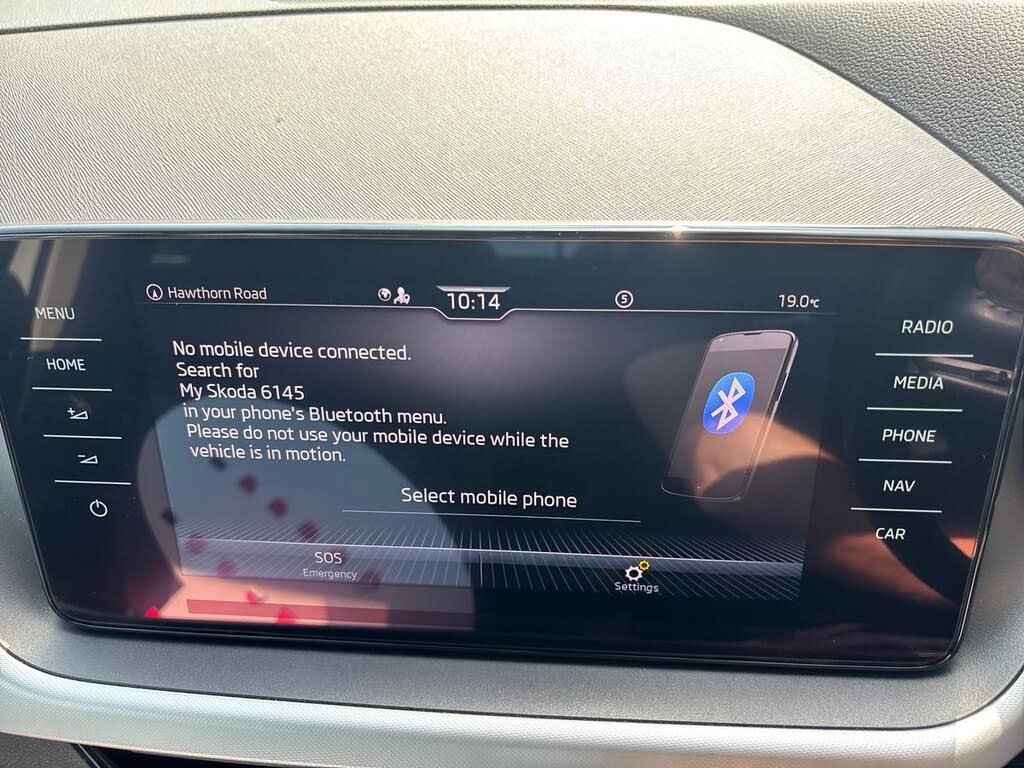 Hawthorn Road
10:14
5
19.0°C
MENU
HOME
+
-
No mobile device connected.
Search for
My Skoda 6145
in your phone's Bluetooth menu.
Please do not use your mobile device while the
vehicle is in motion.
Select mobile phone
SOS
Emergency
Settings
RADIO
MEDIA
PHONE
NAV
CAR